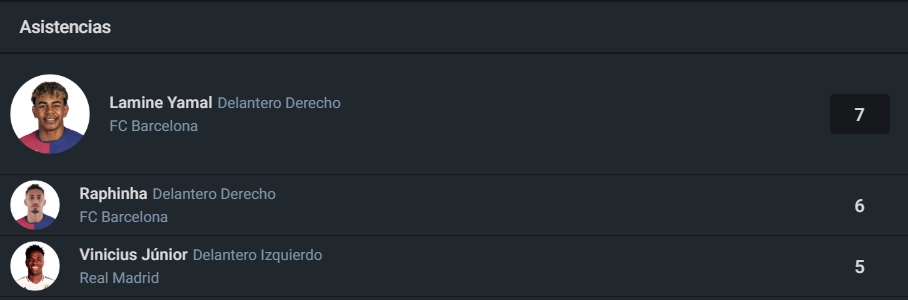 Asistencias
Lamine Yamal Delantero Derecho
FC Barcelona
7
Raphinha Delantero Derecho
FC Barcelona
6
Vinicius Júnior Delantero Izquierdo
Real Madrid
5